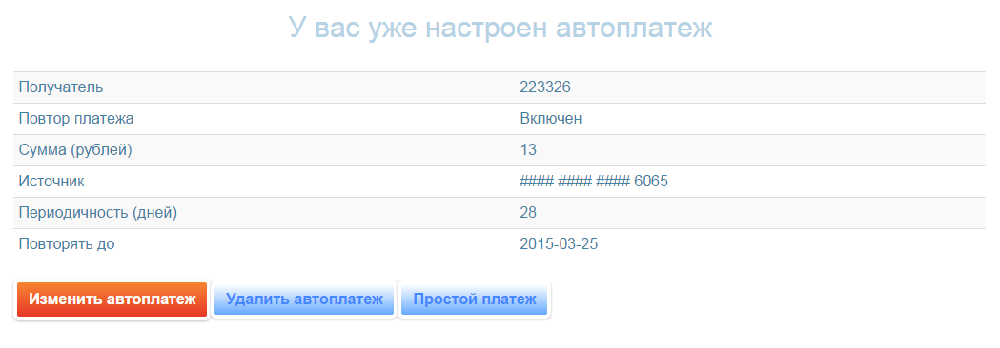 У вас уже настроен автоплатеж
Получатель 223326
Повтор платежа Включен
Сумма (рублей) 13
Источник #### #### #### 6065
Периодичность (дней) 28
Повторять до 2015-03-25
Изменить автоплатеж Удалить автоплатеж Простой платеж